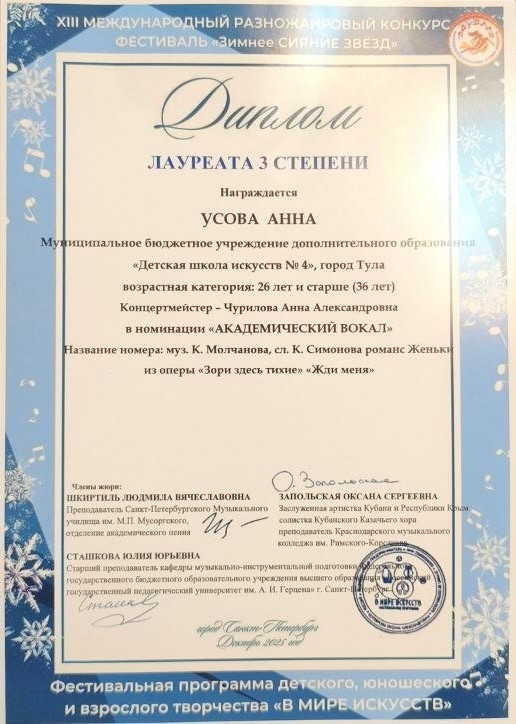 XIII МЕЖДУНАРОДНЫЙ РАЗНОЖАНРОВЫЙ КОНКУРС
ФЕСТИВАЛЬ «Зимнее СИЯНИЕ ЗВЕЗД»
Диплом
ЛАУРЕАТА 3 СТЕПЕНИ
Награждается
УСОВА АННА
Муниципальное бюджетное учреждение дополнительного образования
«Детская школа искусств № 4», город Тула
возрастная категория: 26 лет и старше (36 лет)
Концертмейстер – Чурилова Анна Александровна
в номинации «АКАДЕМИЧЕСКИЙ ВОКАЛ»
Название номера: муз. К. Молчанова, сл. К. Симонова романс Женьки
из оперы «Зори здесь тихие» «Жди меня»
Члены жюри:
ШКИРТИЛЬ ЛЮДМИЛА ВЯЧЕСЛАВОВНА
Преподаватель Санкт-Петербургского Музыкального
училища им. М.П. Мусоргского,
отделение академического пения
О. Запольская
ЗАПОЛЬСКАЯ ОКСАНА СЕРГЕЕВНА
Заслуженная артистка Кубани и Республики Крым
солистка Кубанского Казачьего хора
преподаватель Краснодарского музыкального
колледжа им. Римского-Корсакова
СТАШКОВА ЮЛИЯ ЮРЬЕВНА
Старший преподаватель кафедры музыкально-инструментальной подготовки
государственного бюджетного образовательного учреждения высшего
государственный педагогический университет им. А. И. Герцена» г. Санкт-Петербург
В МИРЕ ИСКУССТВ
город Санкт-Петербург
Декабрь 2025 год
Фестивальная программа детского, юношеского
и взрослого творчества «В МИРЕ ИСКУССТВ»